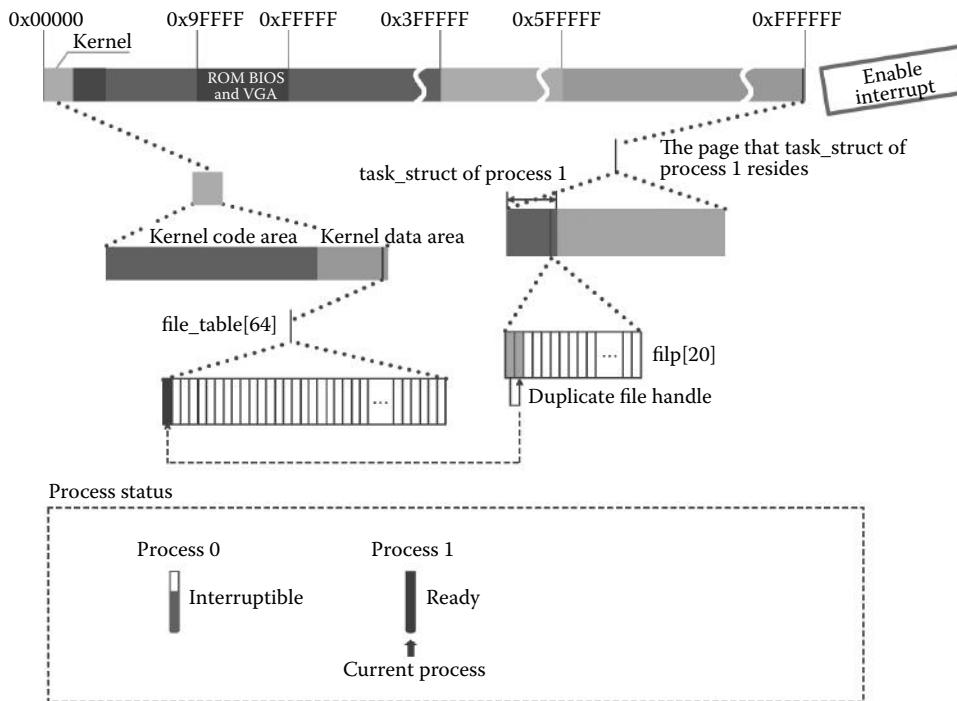 0x00000 0x9FFFF 0xFFFFF 0x3FFFFF 0x5FFFFF 0xFFFFFF
Kernel
ROM BIOS
and VGA
Enable
interrupt
The page that task_struct of
process 1 resides
task_struct of process 1
Kernel code area
Kernel data area
file_table[64]
...
...
filp[20]
Duplicate file handle
Process status
Process 0
Interruptible
Process 1
Ready
Current process